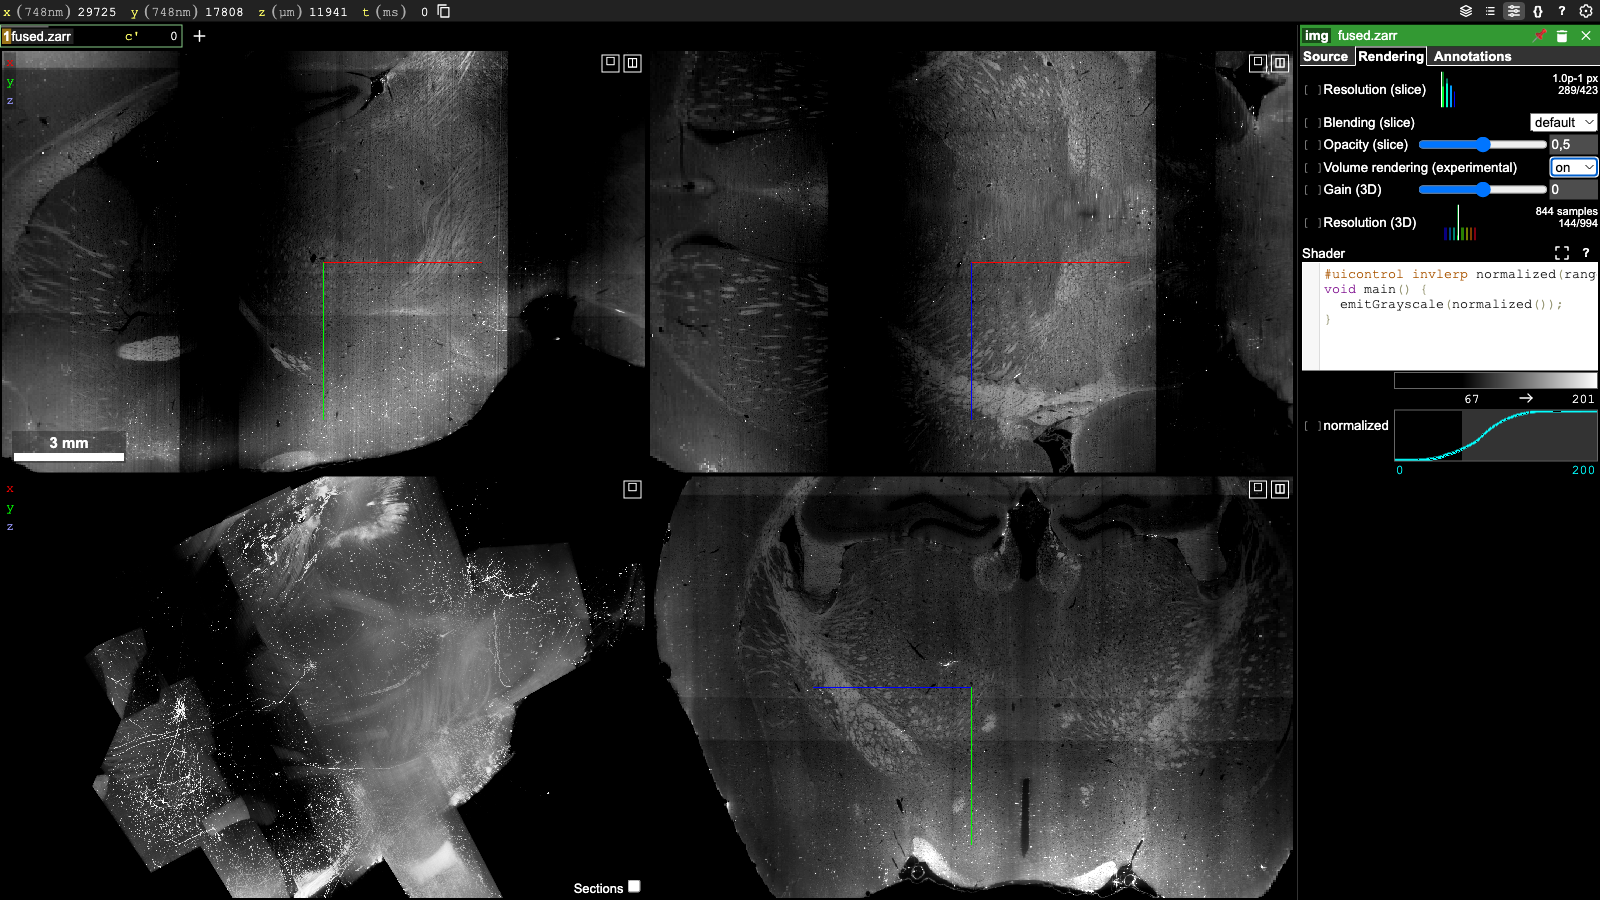 x (748nm) 29725 y (748nm) 17808 z (µm) 11941 t (ms) 0
1 fused.zarr c' 0 +
x
y
z
3 mm
x
y
z
Sections
img fused.zarr
Source Rendering Annotations
[ ] Resolution (slice) 1.0p-1 px
289/423
[ ] Blending (slice) default
[ ] Opacity (slice) 0,5
[ ] Volume rendering (experimental) on
[ ] Gain (3D) 0
[ ] Resolution (3D) 844 samples
144/994
Shader ?
#uicontrol invlerp normalized(rang
void main() {
emitGrayscale(normalized());
}
67 → 201
[ ] normalized
0 200